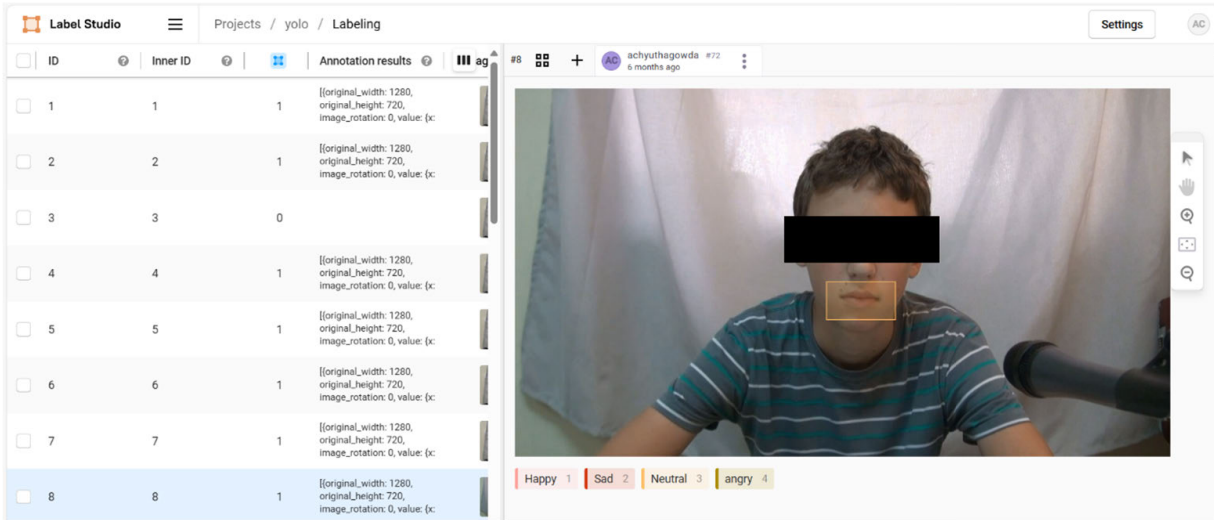 Label Studio
Projects / yolo / Labeling
Settings
AC
ID
Inner ID
Annotation results
ag
#8
AC
achyuthagowda #72
6 months ago
1 1 1 [{original_width: 1280,
original_height: 720,
image_rotation: 0, value: {x:
2 2 1 [{original_width: 1280,
original_height: 720,
image_rotation: 0, value: {x:
3 3 0
4 4 1 [{original_width: 1280,
original_height: 720,
image_rotation: 0, value: {x:
5 5 1 [{original_width: 1280,
original_height: 720,
image_rotation: 0, value: {x:
6 6 1 [{original_width: 1280,
original_height: 720,
image_rotation: 0, value: {x:
7 7 1 [{original_width: 1280,
original_height: 720,
image_rotation: 0, value: {x:
8 8 1 [{original_width: 1280,
original_height: 720,
image_rotation: 0, value: {x:
Happy 1 Sad 2 Neutral 3 angry 4